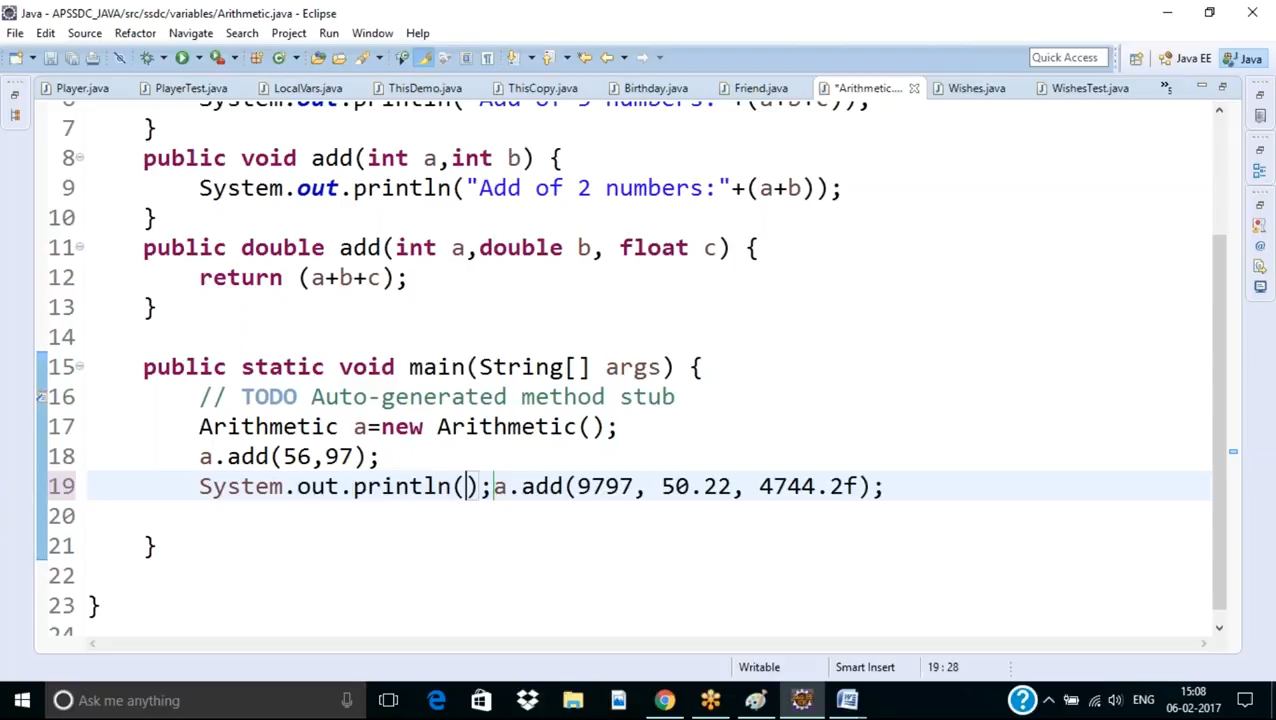 Java - APSSDC_JAVA/src/ssdc/variables/Arithmetic.java - Eclipse
File Edit Source Refactor Navigate Search Project Run Window Help
Quick Access Java EE Java
Player.java PlayerTest.java LocalVars.java ThisDemo.java ThisCopy.java Birthday.java Friend.java *Arithmetic.... Wishes.java WishesTest.java »5
7 }
8 public void add(int a,int b) {
9 System.out.println("Add of 2 numbers:"+(a+b));
10 }
11 public double add(int a,double b, float c) {
12 return (a+b+c);
13 }
14
15 public static void main(String[] args) {
16 // TODO Auto-generated method stub
17 Arithmetic a=new Arithmetic();
18 a.add(56,97);
19 System.out.println();a.add(9797, 50.22, 4744.2f);
20
21 }
22
23 }
24
Writable Smart Insert 19 : 28
Ask me anything ENG 15:08
06-02-2017